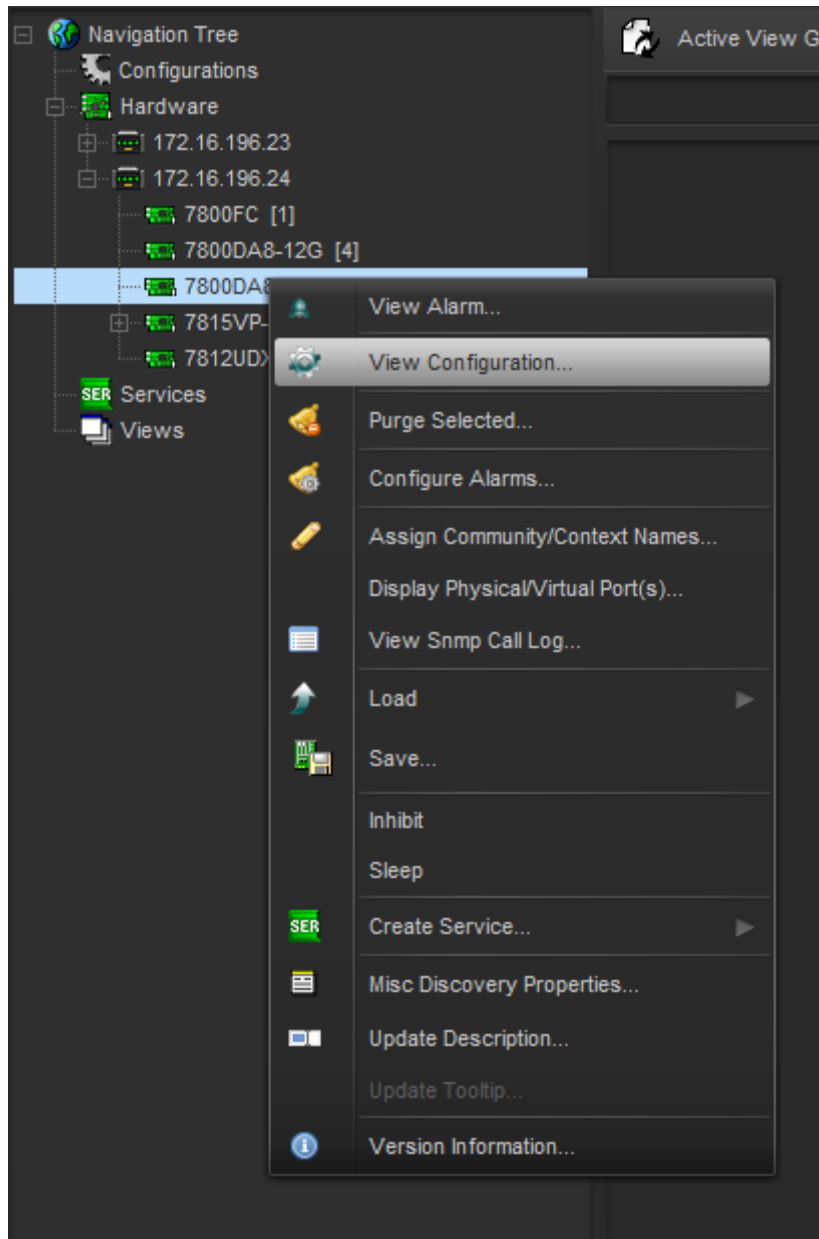 Navigation Tree
Active View G
Configurations
Hardware
172.16.196.23
172.16.196.24
7800FC [1]
7800DA8-12G [4]
7800DA8
7815VP-
7812UDX
SER Services
Views
View Alarm...
View Configuration...
Purge Selected...
Configure Alarms...
Assign Community/Context Names...
Display Physical/Virtual Port(s)...
View Snmp Call Log...
Load
Save...
Inhibit
Sleep
SER Create Service...
Misc Discovery Properties...
Update Description...
Update Tooltip...
Version Information...